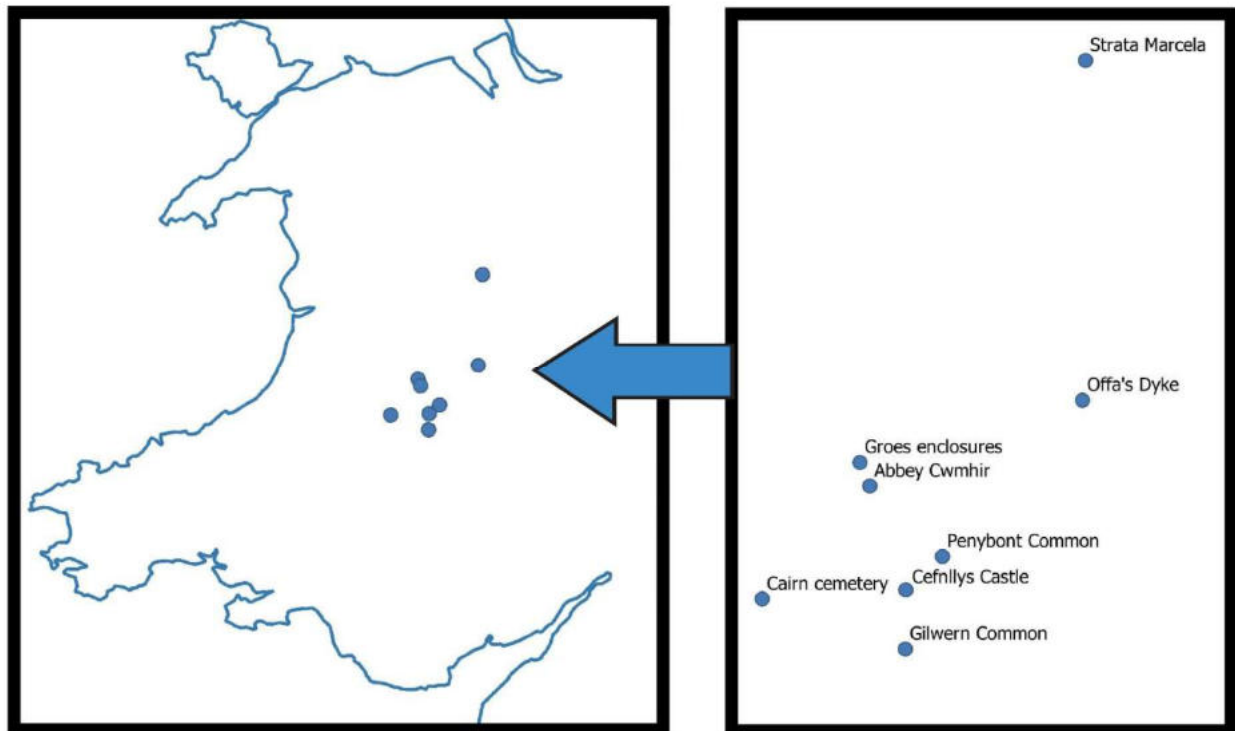 Strata Marcela
Offa's Dyke
Groes enclosures
Abbey Cwmhir
Penybont Common
Cefnllys Castle
Cairn cemetery
Gilwern Common